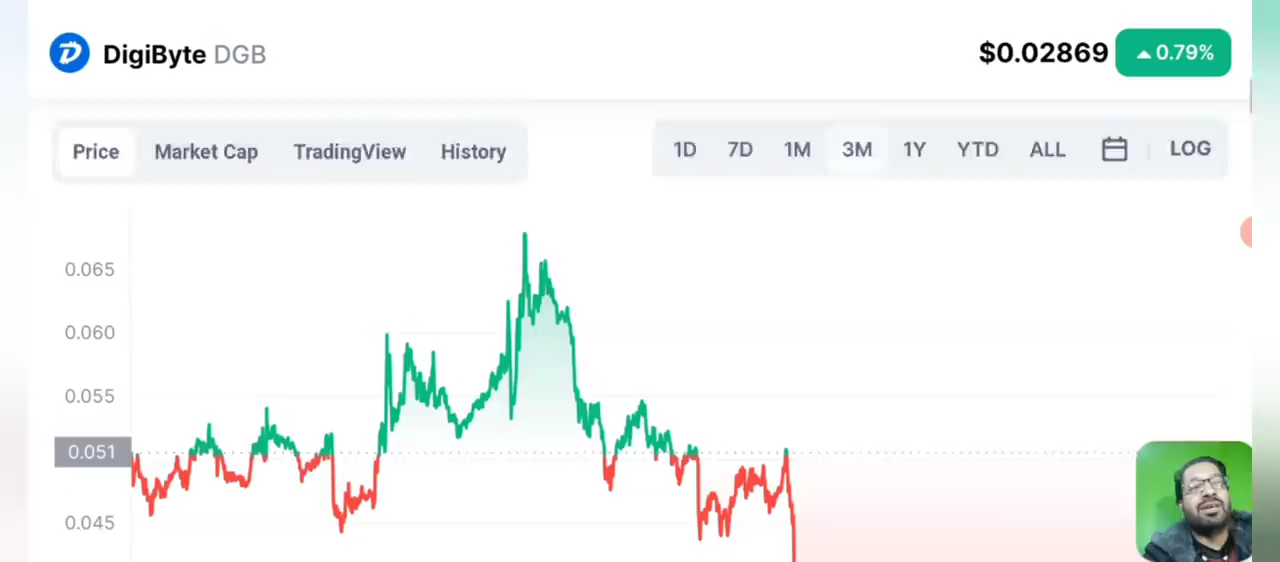 DigiByte DGB
$0.02869 0.79%
Price Market Cap TradingView History
1D 7D 1M 3M 1Y YTD ALL LOG
0.065
0.060
0.055
0.051
0.045